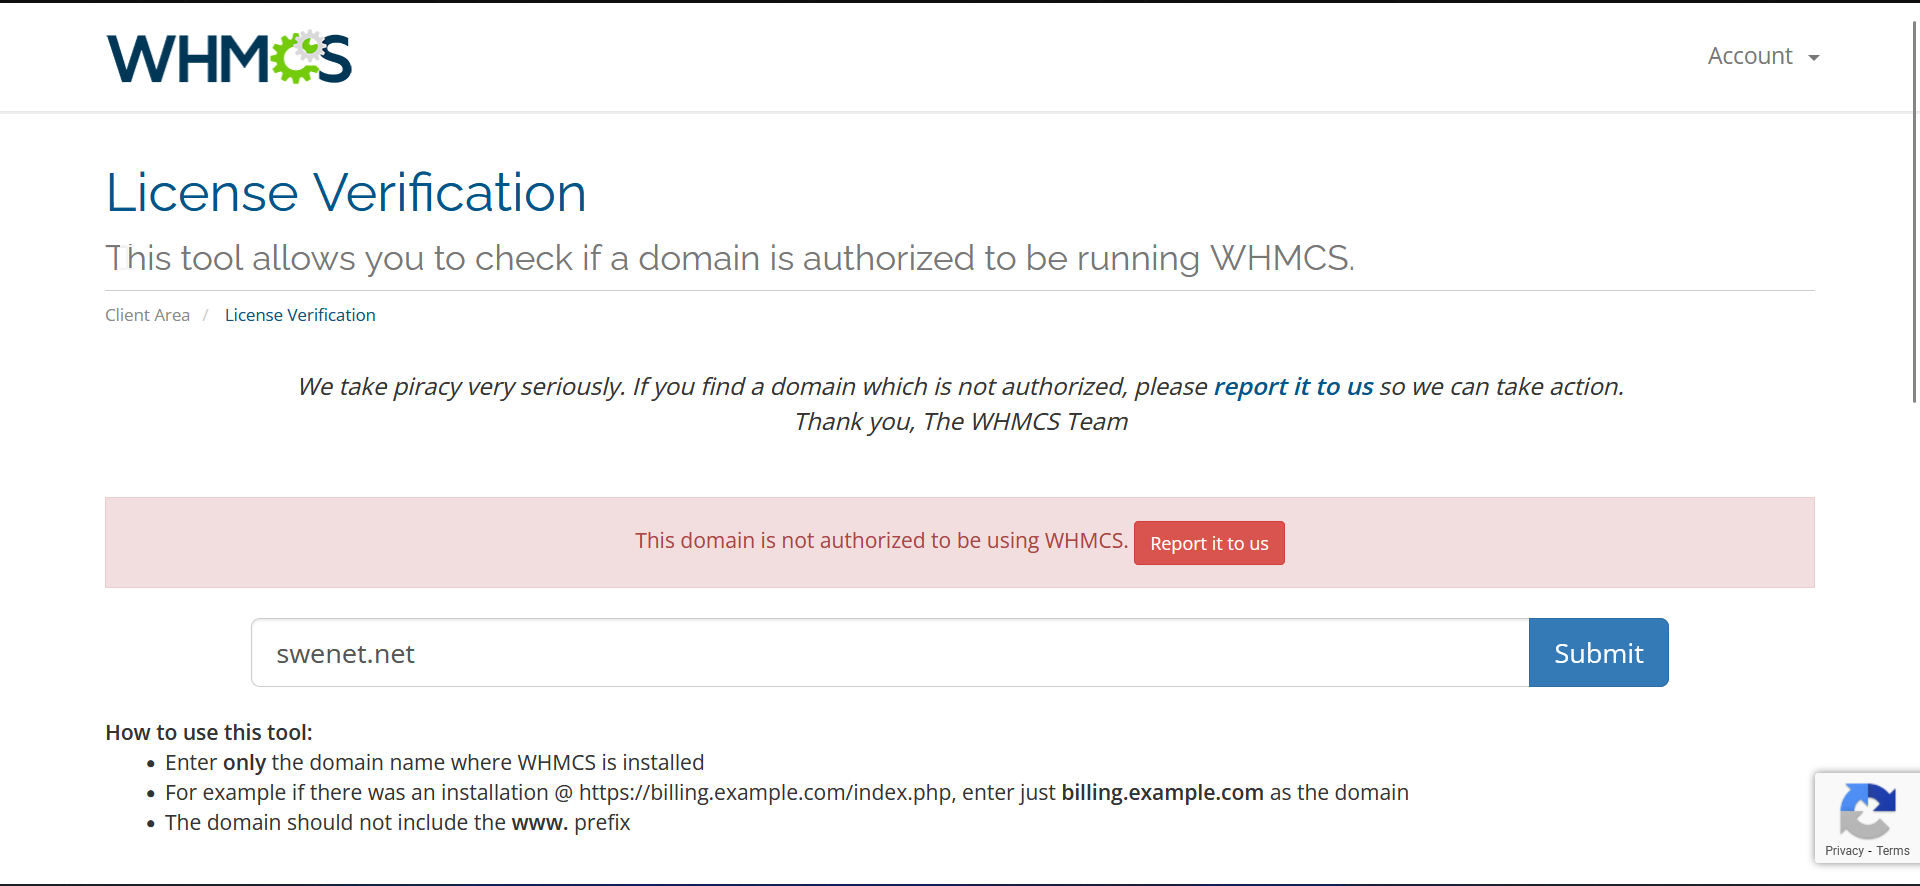 WHMCS
Account
License Verification
This tool allows you to check if a domain is authorized to be running WHMCS.
Client Area / License Verification
We take piracy very seriously. If you find a domain which is not authorized, please report it to us so we can take action.
Thank you, The WHMCS Team
This domain is not authorized to be using WHMCS. Report it to us
swenet.net Submit
How to use this tool:
• Enter only the domain name where WHMCS is installed
• For example if there was an installation @ https://billing.example.com/index.php, enter just billing.example.com as the domain
• The domain should not include the www. prefix
Privacy - Terms